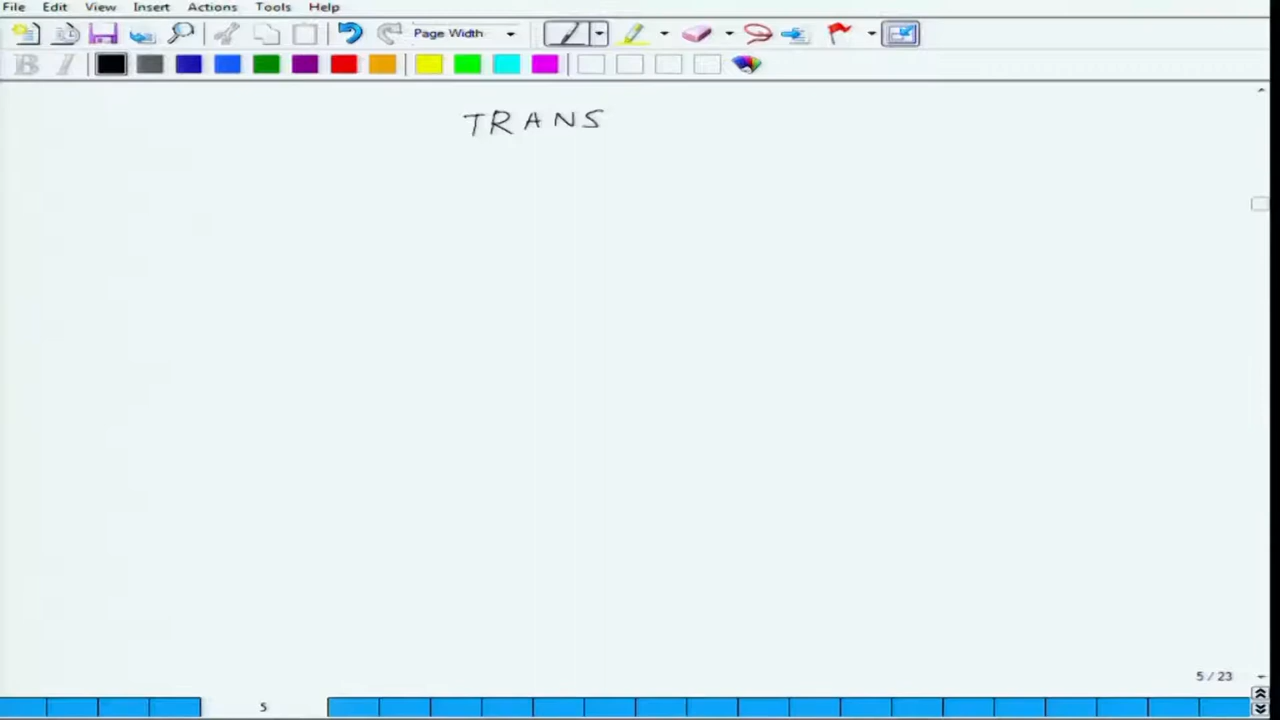 File Edit View Insert Actions Tools Help
Page Width
B I
TRANS
5 / 23
5